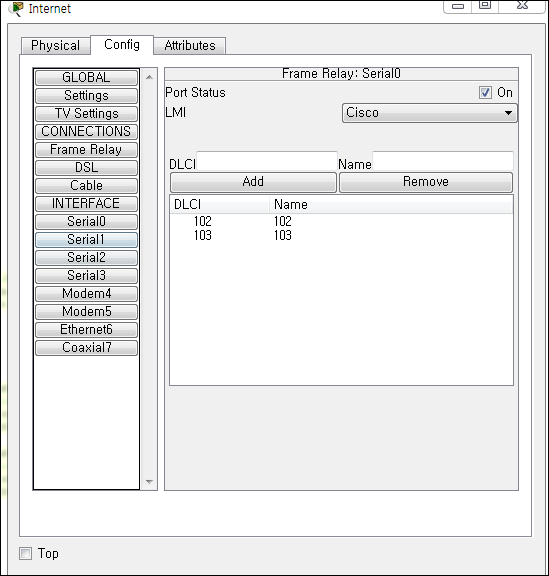 Internet
Physical Config Attributes
GLOBAL
Settings
TV Settings
CONNECTIONS
Frame Relay
DSL
Cable
INTERFACE
Serial0
Serial1
Serial2
Serial3
Modem4
Modem5
Ethernet6
Coaxial7
Frame Relay: Serial0
Port Status On
LMI Cisco
DLCI Name
Add Remove
DLCI Name
102 102
103 103
Top